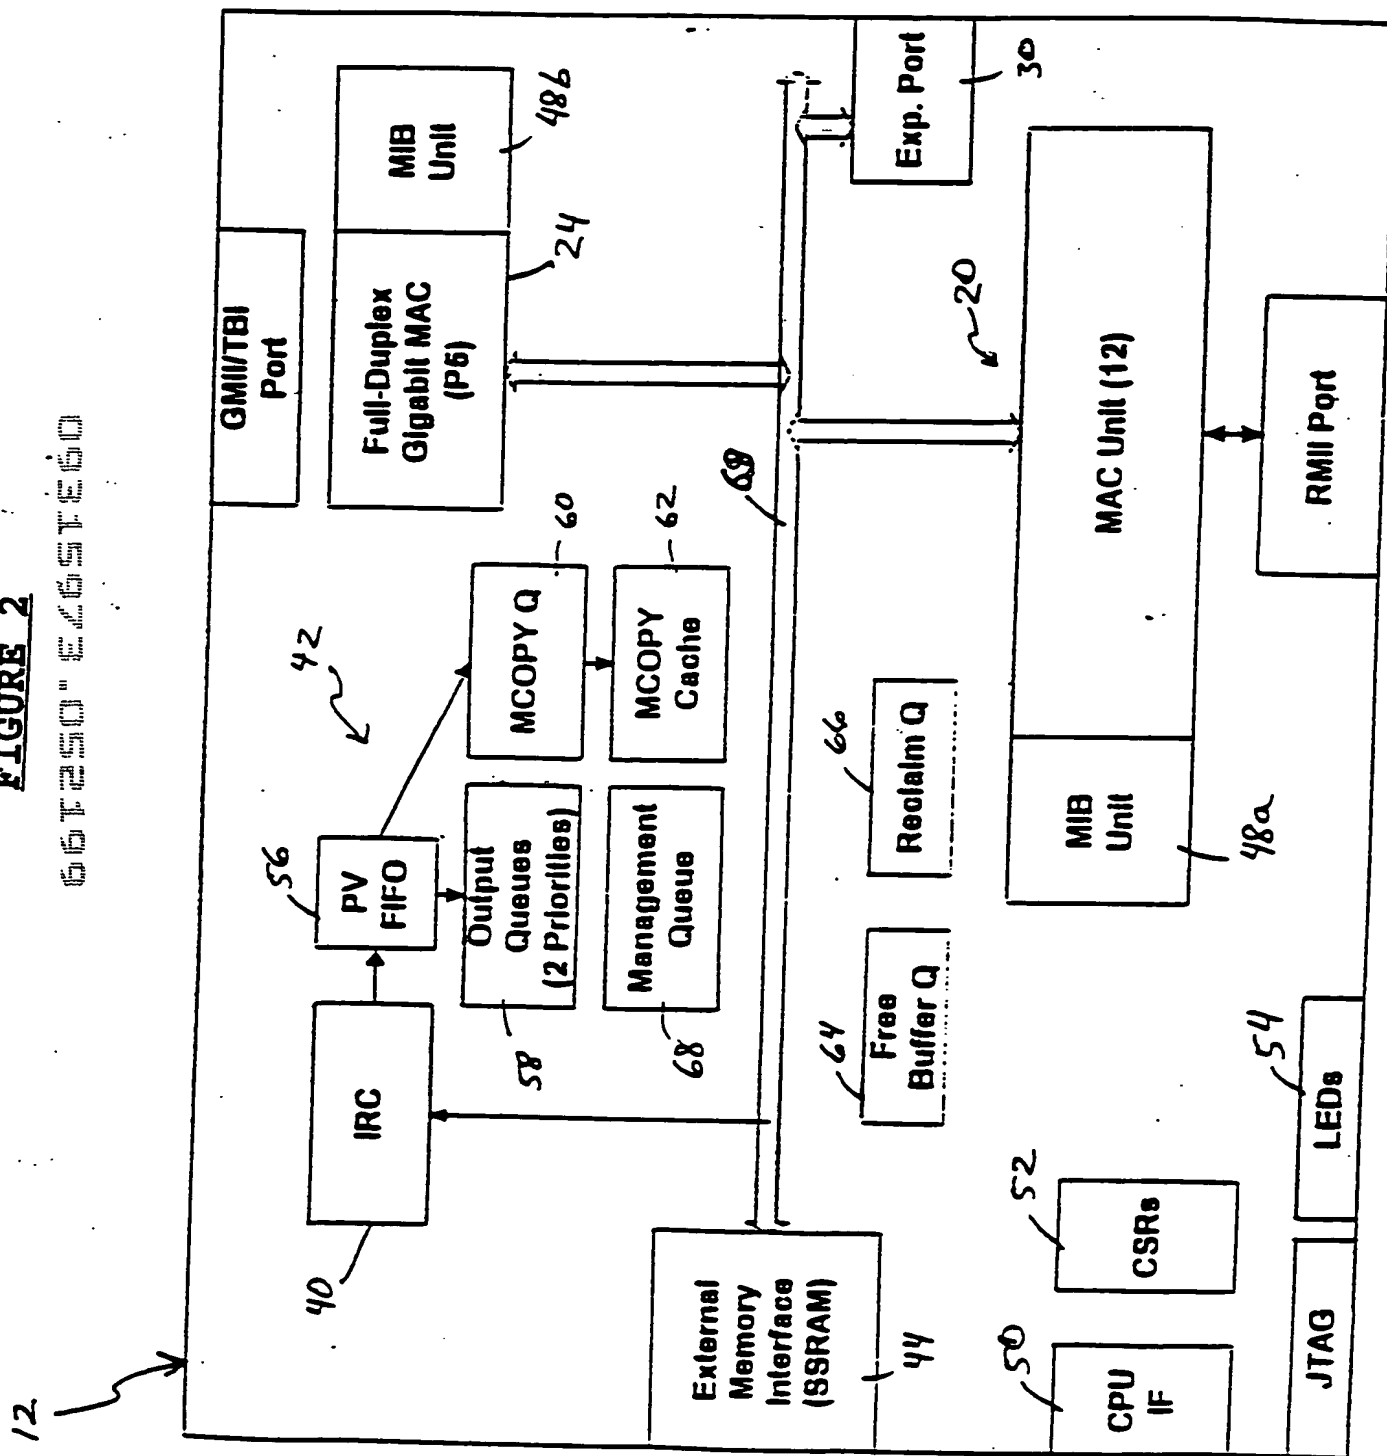 FIGURE 2
12
09315973.052199
GMII/TBI
Port
40
56
42
IRC
PV
FIFO
Full-Duplex
Gigabit MAC
(P5)
MIB
Unit
24
48b
Output
Queues
(2 Priorities)
MCOPY Q
58
60
Management
Queue
MCOPY
Cache
68
62
External
Memory
Interface
(SSRAM)
44
64
Free
Buffer Q
66
Reclaim Q
Exp. Port
30
20
50
CPU
IF
52
CSRs
MIB
Unit
MAC Unit (12)
48a
54
JTAG
LEDs
RMII Port